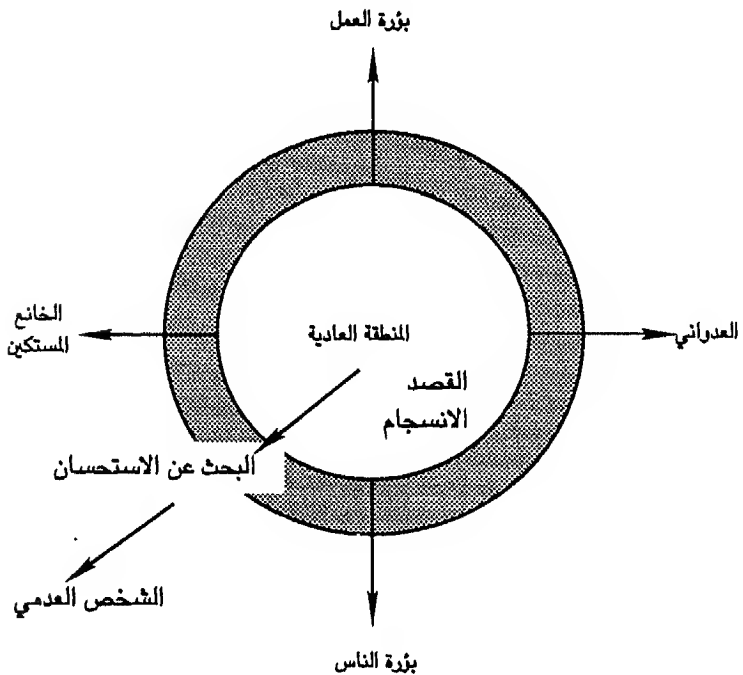 بؤرة العمل
الخانع
المستكين
العدواني
المنطقة العادية
القصد
الانسجام
البحث عن الاستحسان
الشخص العدمي
بؤرة الناس